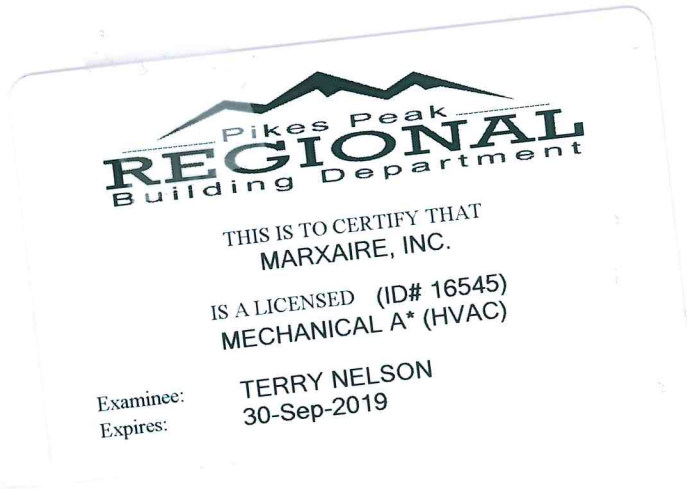 Pikes Peak
REGIONAL
Building Department
THIS IS TO CERTIFY THAT
MARXAIRE, INC.
IS A LICENSED (ID# 16545)
MECHANICAL A* (HVAC)
Examinee: TERRY NELSON
Expires: 30-Sep-2019